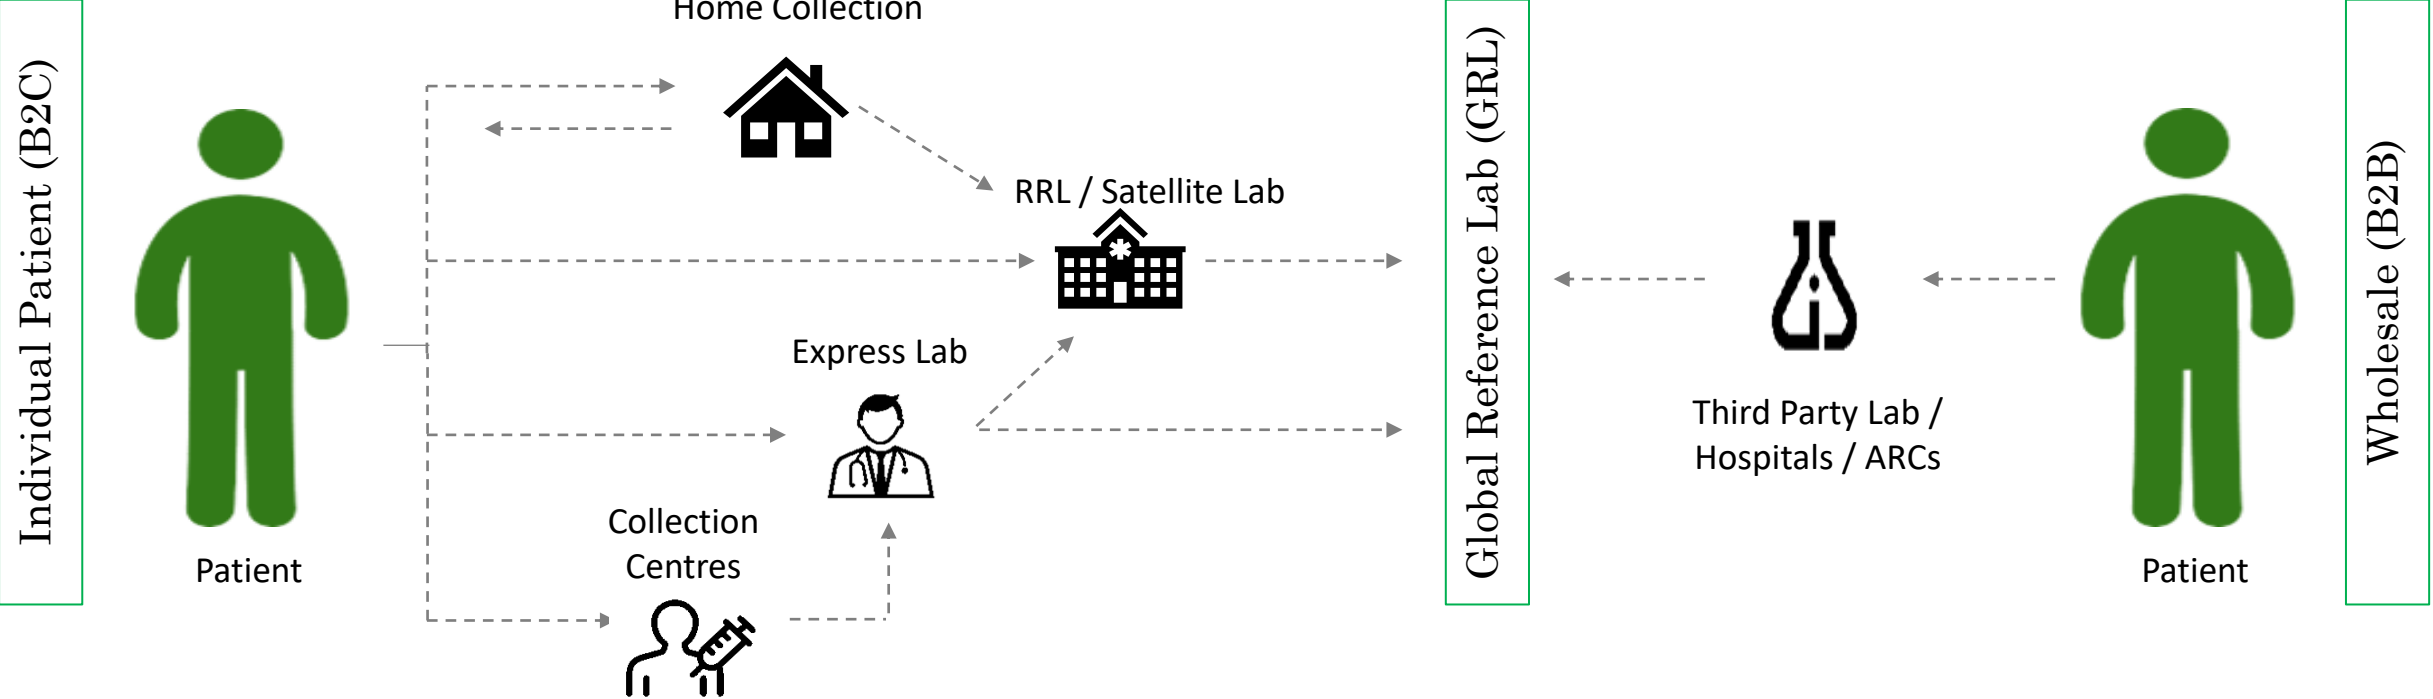 Home Collection
Individual Patient (B2C)
RRL / Satellite Lab
Express Lab
Collection
Centres
Patient
Global Reference Lab (GRL)
Third Party Lab /
Hospitals / ARCs
Patient
Wholesale (B2B)